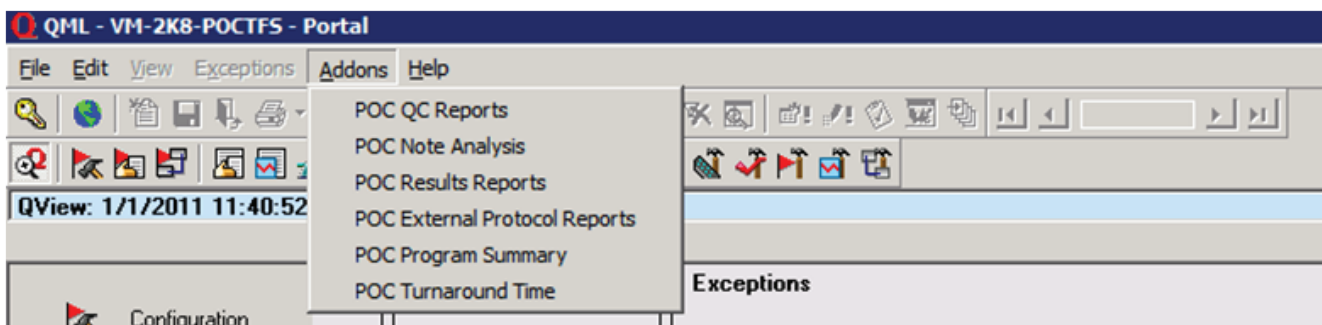 QML - VM-2K8-POCTFS - Portal
File Edit View Exceptions Addons Help
POC QC Reports
POC Note Analysis
POC Results Reports
POC External Protocol Reports
POC Program Summary
POC Turnaround Time
QView: 1/1/2011 11:40:52
Exceptions
Configuration